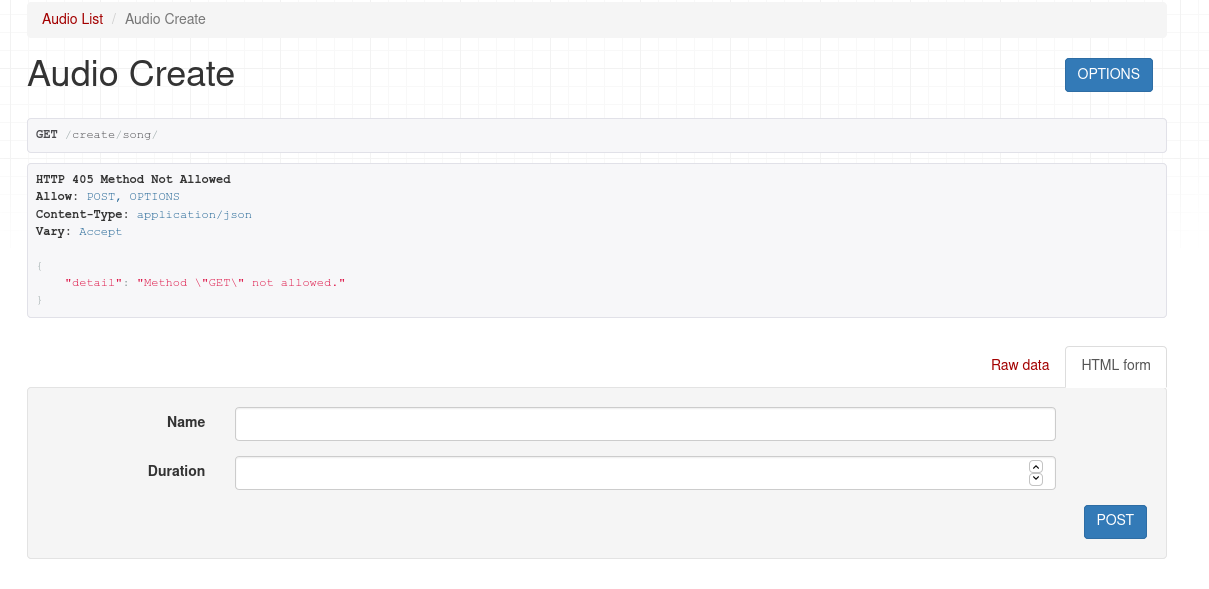 Audio List / Audio Create
Audio Create
OPTIONS
GET /create/song/
HTTP 405 Method Not Allowed
Allow: POST, OPTIONS
Content-Type: application/json
Vary: Accept
{
    "detail": "Method \"GET\" not allowed."
}
Raw data
HTML form
Name
Duration
POST